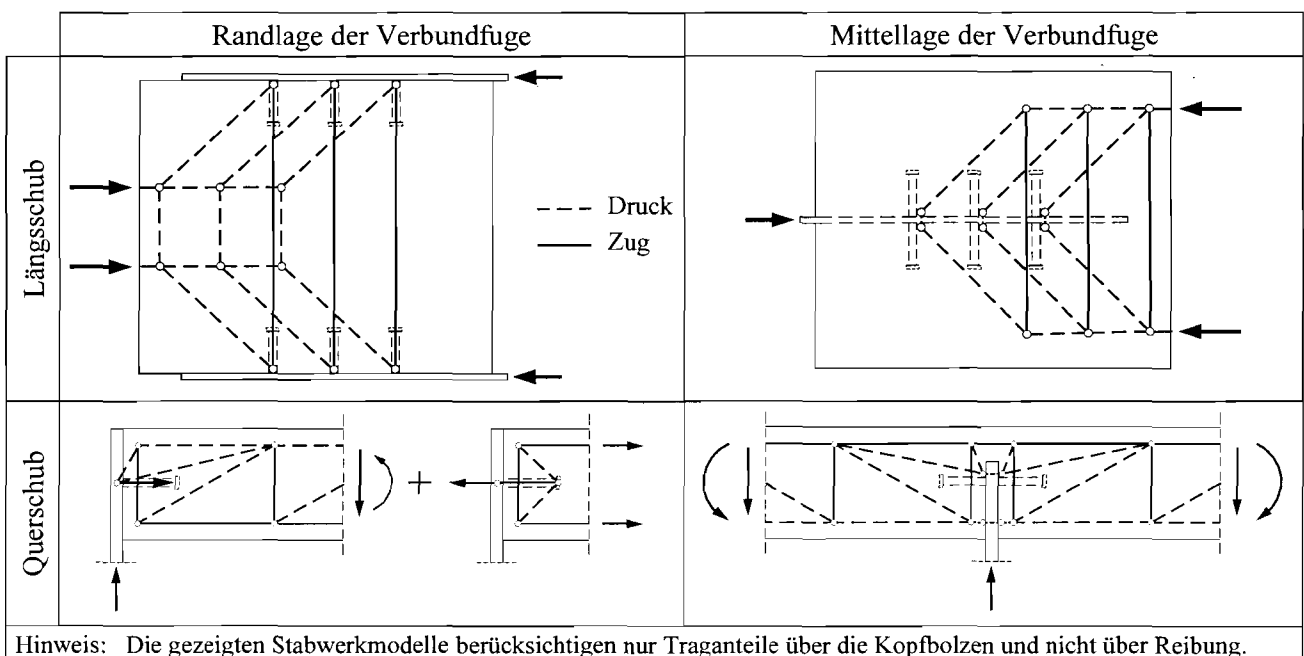 Randlage der Verbundfuge
Mittellage der Verbundfuge
Längsschub
Druck
Zug
Querschub
Hinweis: Die gezeigten Stabwerkmodelle berücksichtigen nur Traganteile über die Kopfbolzen und nicht über Reibung.